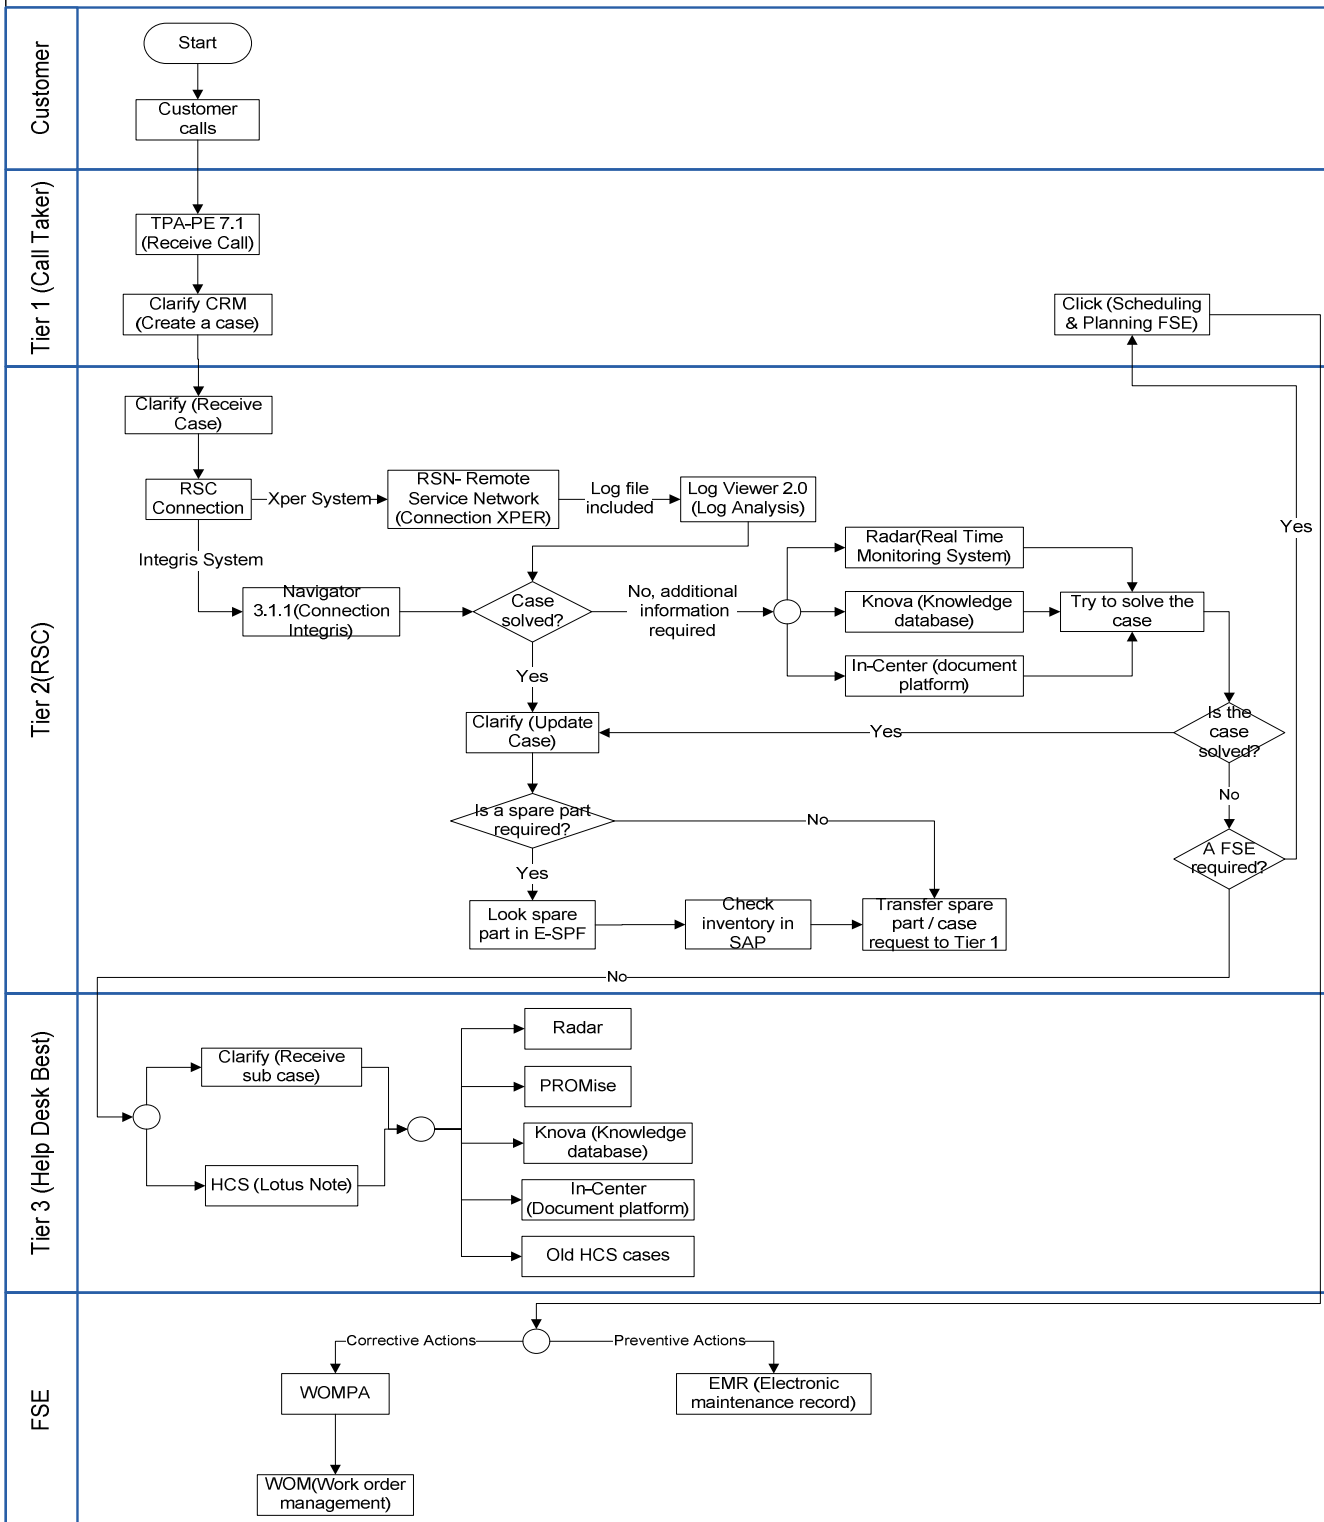 Customer
Start
Customer
calls
Tier 1 (Call Taker)
TPA-PE 7.1
(Receive Call)
Clarify CRM
(Create a case)
Click (Scheduling
& Planning FSE)
Tier 2(RSC)
Clarify (Receive
Case)
RSC
Connection
Xper System
RSN- Remote
Service Network
(Connection XPER)
Log file
included
Log Viewer 2.0
(Log Analysis)
Integris System
Navigator
3.1.1(Connection
Integris)
Case
solved?
No, additional
information
required
Radar(Real Time
Monitoring System)
Knova (Knowledge
database)
In-Center (document
platform)
Try to solve the
case
Yes
Yes
Clarify (Update
Case)
Yes
Is the
case
solved?
No
Is a spare part
required?
No
A FSE
required?
Yes
Look spare
part in E-SPF
Check
inventory in
SAP
Transfer spare
part / case
request to Tier 1
No
Tier 3 (Help Desk Best)
Clarify (Receive
sub case)
HCS (Lotus Note)
Radar
PROMise
Knova (Knowledge
database)
In-Center
(Document platform)
Old HCS cases
FSE
Corrective Actions
Preventive Actions
WOMPA
EMR (Electronic
maintenance record)
WOM(Work order
management)